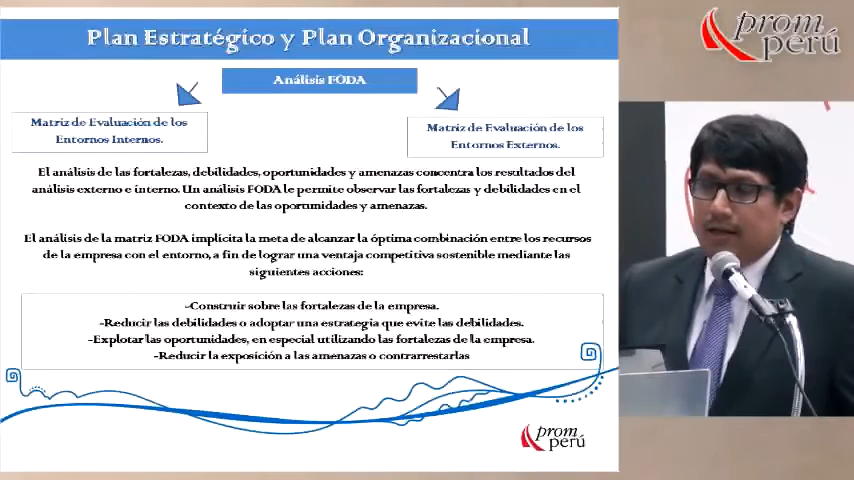 Plan Estratégico y Plan Organizacional
Análisis FODA
Matriz de Evaluación de los
Entornos Internos.
Matriz de Evaluación de los
Entornos Externos.
El análisis de las fortalezas, debilidades, oportunidades y amenazas concentra los resultados del
análisis externo e interno. Un análisis FODA le permite observar las fortalezas y debilidades en el
contexto de las oportunidades y amenazas.
El análisis de la matriz FODA implícita la meta de alcanzar la óptima combinación entre los recursos
de la empresa con el entorno, a fin de lograr una ventaja competitiva sostenible mediante las
siguientes acciones:
-Construir sobre las fortalezas de la empresa.
-Reducir las debilidades o adoptar una estrategia que evite las debilidades.
-Explotar las oportunidades, en especial utilizando las fortalezas de la empresa.
-Reducir la exposición a las amenazas o contrarrestarlas
prom
perú
prom
perú